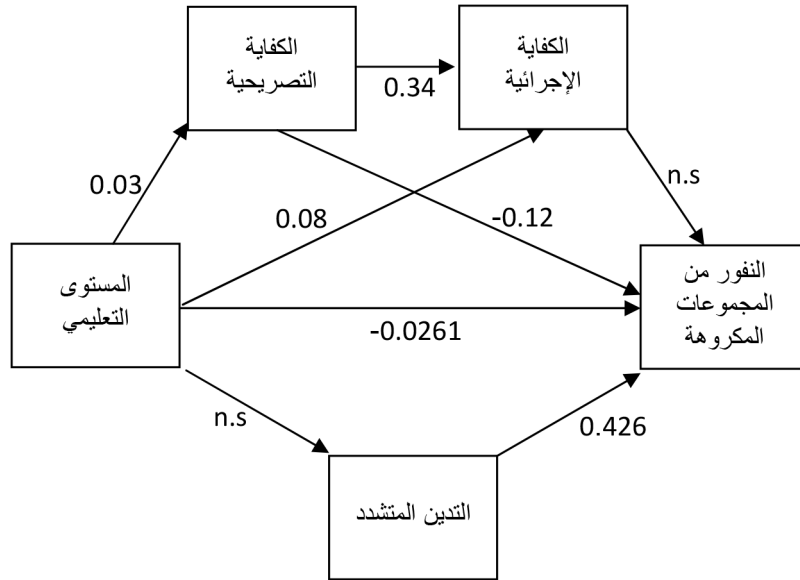 الكفاية
التصريحية
0.34
الكفاية
الإجرائية
0.03
0.08
-0.12
n.s
المستوى
التعليمي
-0.0261
النفور من
المجموعات
المكروهة
n.s
0.426
التدين المتشدد